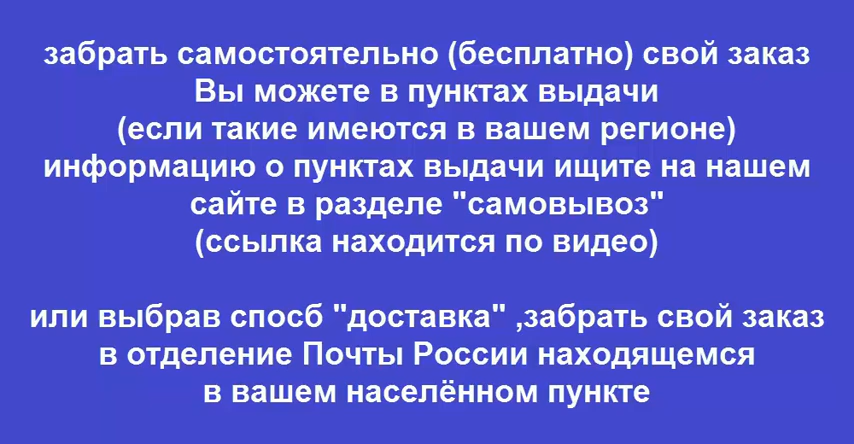 забрать самостоятельно (бесплатно) свой заказ
Вы можете в пунктах выдачи
(если такие имеются в вашем регионе)
информацию о пунктах выдачи ищите на нашем
сайте в разделе "самовывоз"
(ссылка находится по видео)
или выбрав спосб "доставка" ,забрать свой заказ
в отделение Почты России находящемся
в вашем населённом пункте